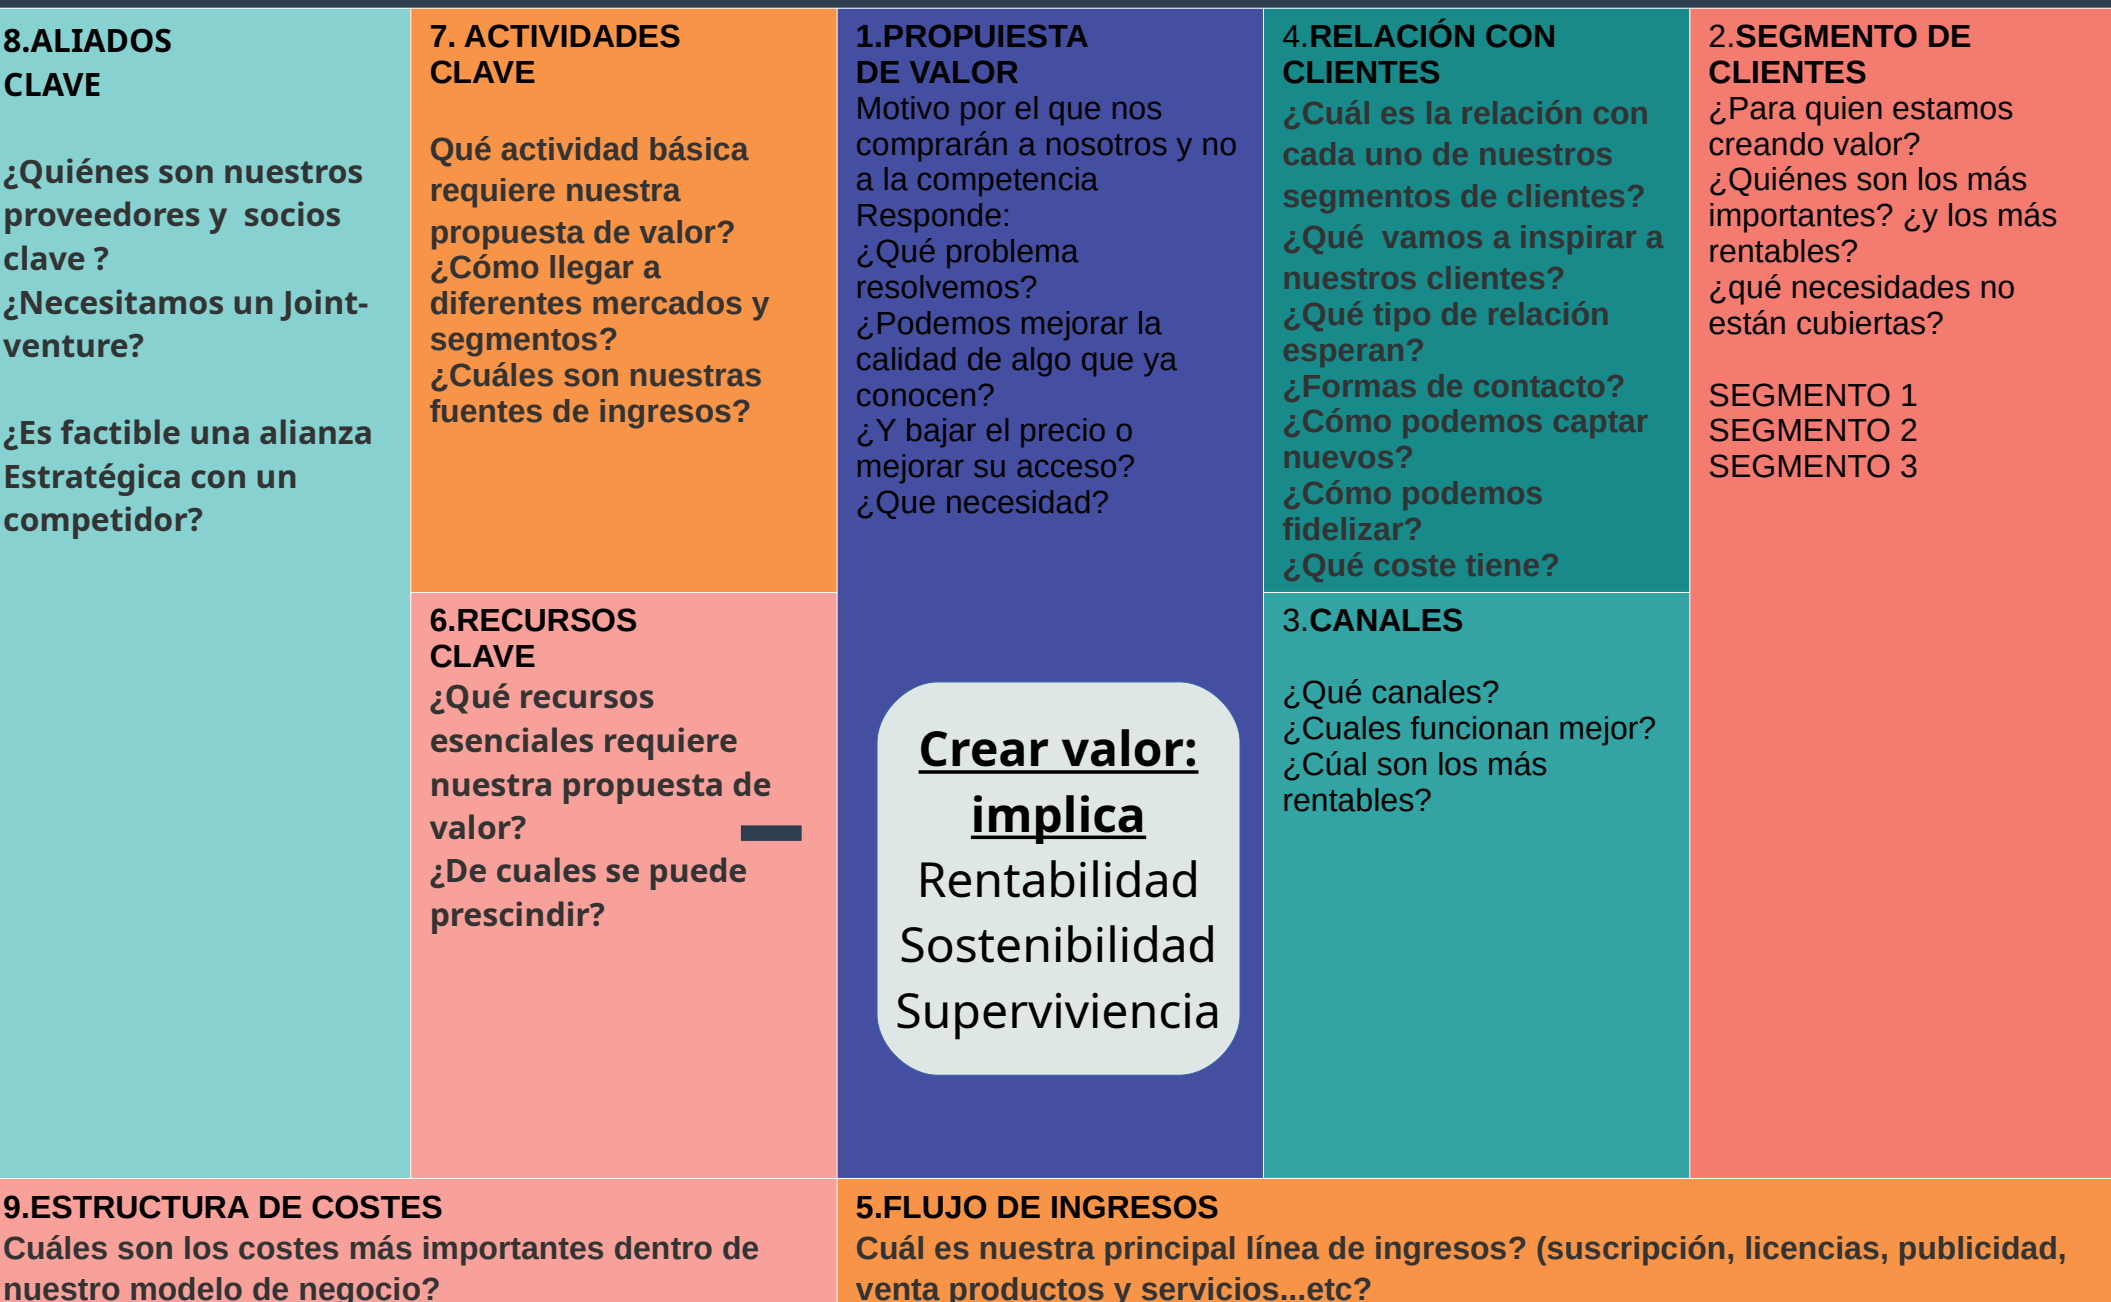 8.ALIADOS
CLAVE
¿Quiénes son nuestros
proveedores y  socios
clave ?
¿Necesitamos un Joint-
venture?
¿Es factible una alianza
Estratégica con un
competidor?
7. ACTIVIDADES
CLAVE
Qué actividad básica
requiere nuestra
propuesta de valor?
¿Cómo llegar a
diferentes mercados y
segmentos?
¿Cuáles son nuestras
fuentes de ingresos?
6.RECURSOS
CLAVE
¿Qué recursos
esenciales requiere
nuestra propuesta de
valor?
¿De cuales se puede
prescindir?
1.PROPUIESTA
DE VALOR
Motivo por el que nos
comprarán a nosotros y no
a la competencia
Responde:
¿Qué problema
resolvemos?
¿Podemos mejorar la
calidad de algo que ya
conocen?
¿Y bajar el precio o
mejorar su acceso?
¿Que necesidad?
Crear valor:
implica
Rentabilidad
Sostenibilidad
Superviviencia
4.RELACIÓN CON
CLIENTES
¿Cuál es la relación con
cada uno de nuestros
segmentos de clientes?
¿Qué  vamos a inspirar a
nuestros clientes?
¿Qué tipo de relación
esperan?
¿Formas de contacto?
¿Cómo podemos captar
nuevos?
¿Cómo podemos
fidelizar?
¿Qué coste tiene?
3.CANALES
¿Qué canales?
¿Cuales funcionan mejor?
¿Cúal son los más
rentables?
2.SEGMENTO DE
CLIENTES
¿Para quien estamos
creando valor?
¿Quiénes son los más
importantes? ¿y los más
rentables?
¿qué necesidades no
están cubiertas?
SEGMENTO 1
SEGMENTO 2
SEGMENTO 3
9.ESTRUCTURA DE COSTES
Cuáles son los costes más importantes dentro de
nuestro modelo de negocio?
5.FLUJO DE INGRESOS
Cuál es nuestra principal línea de ingresos? (suscripción, licencias, publicidad,
venta productos y servicios...etc?